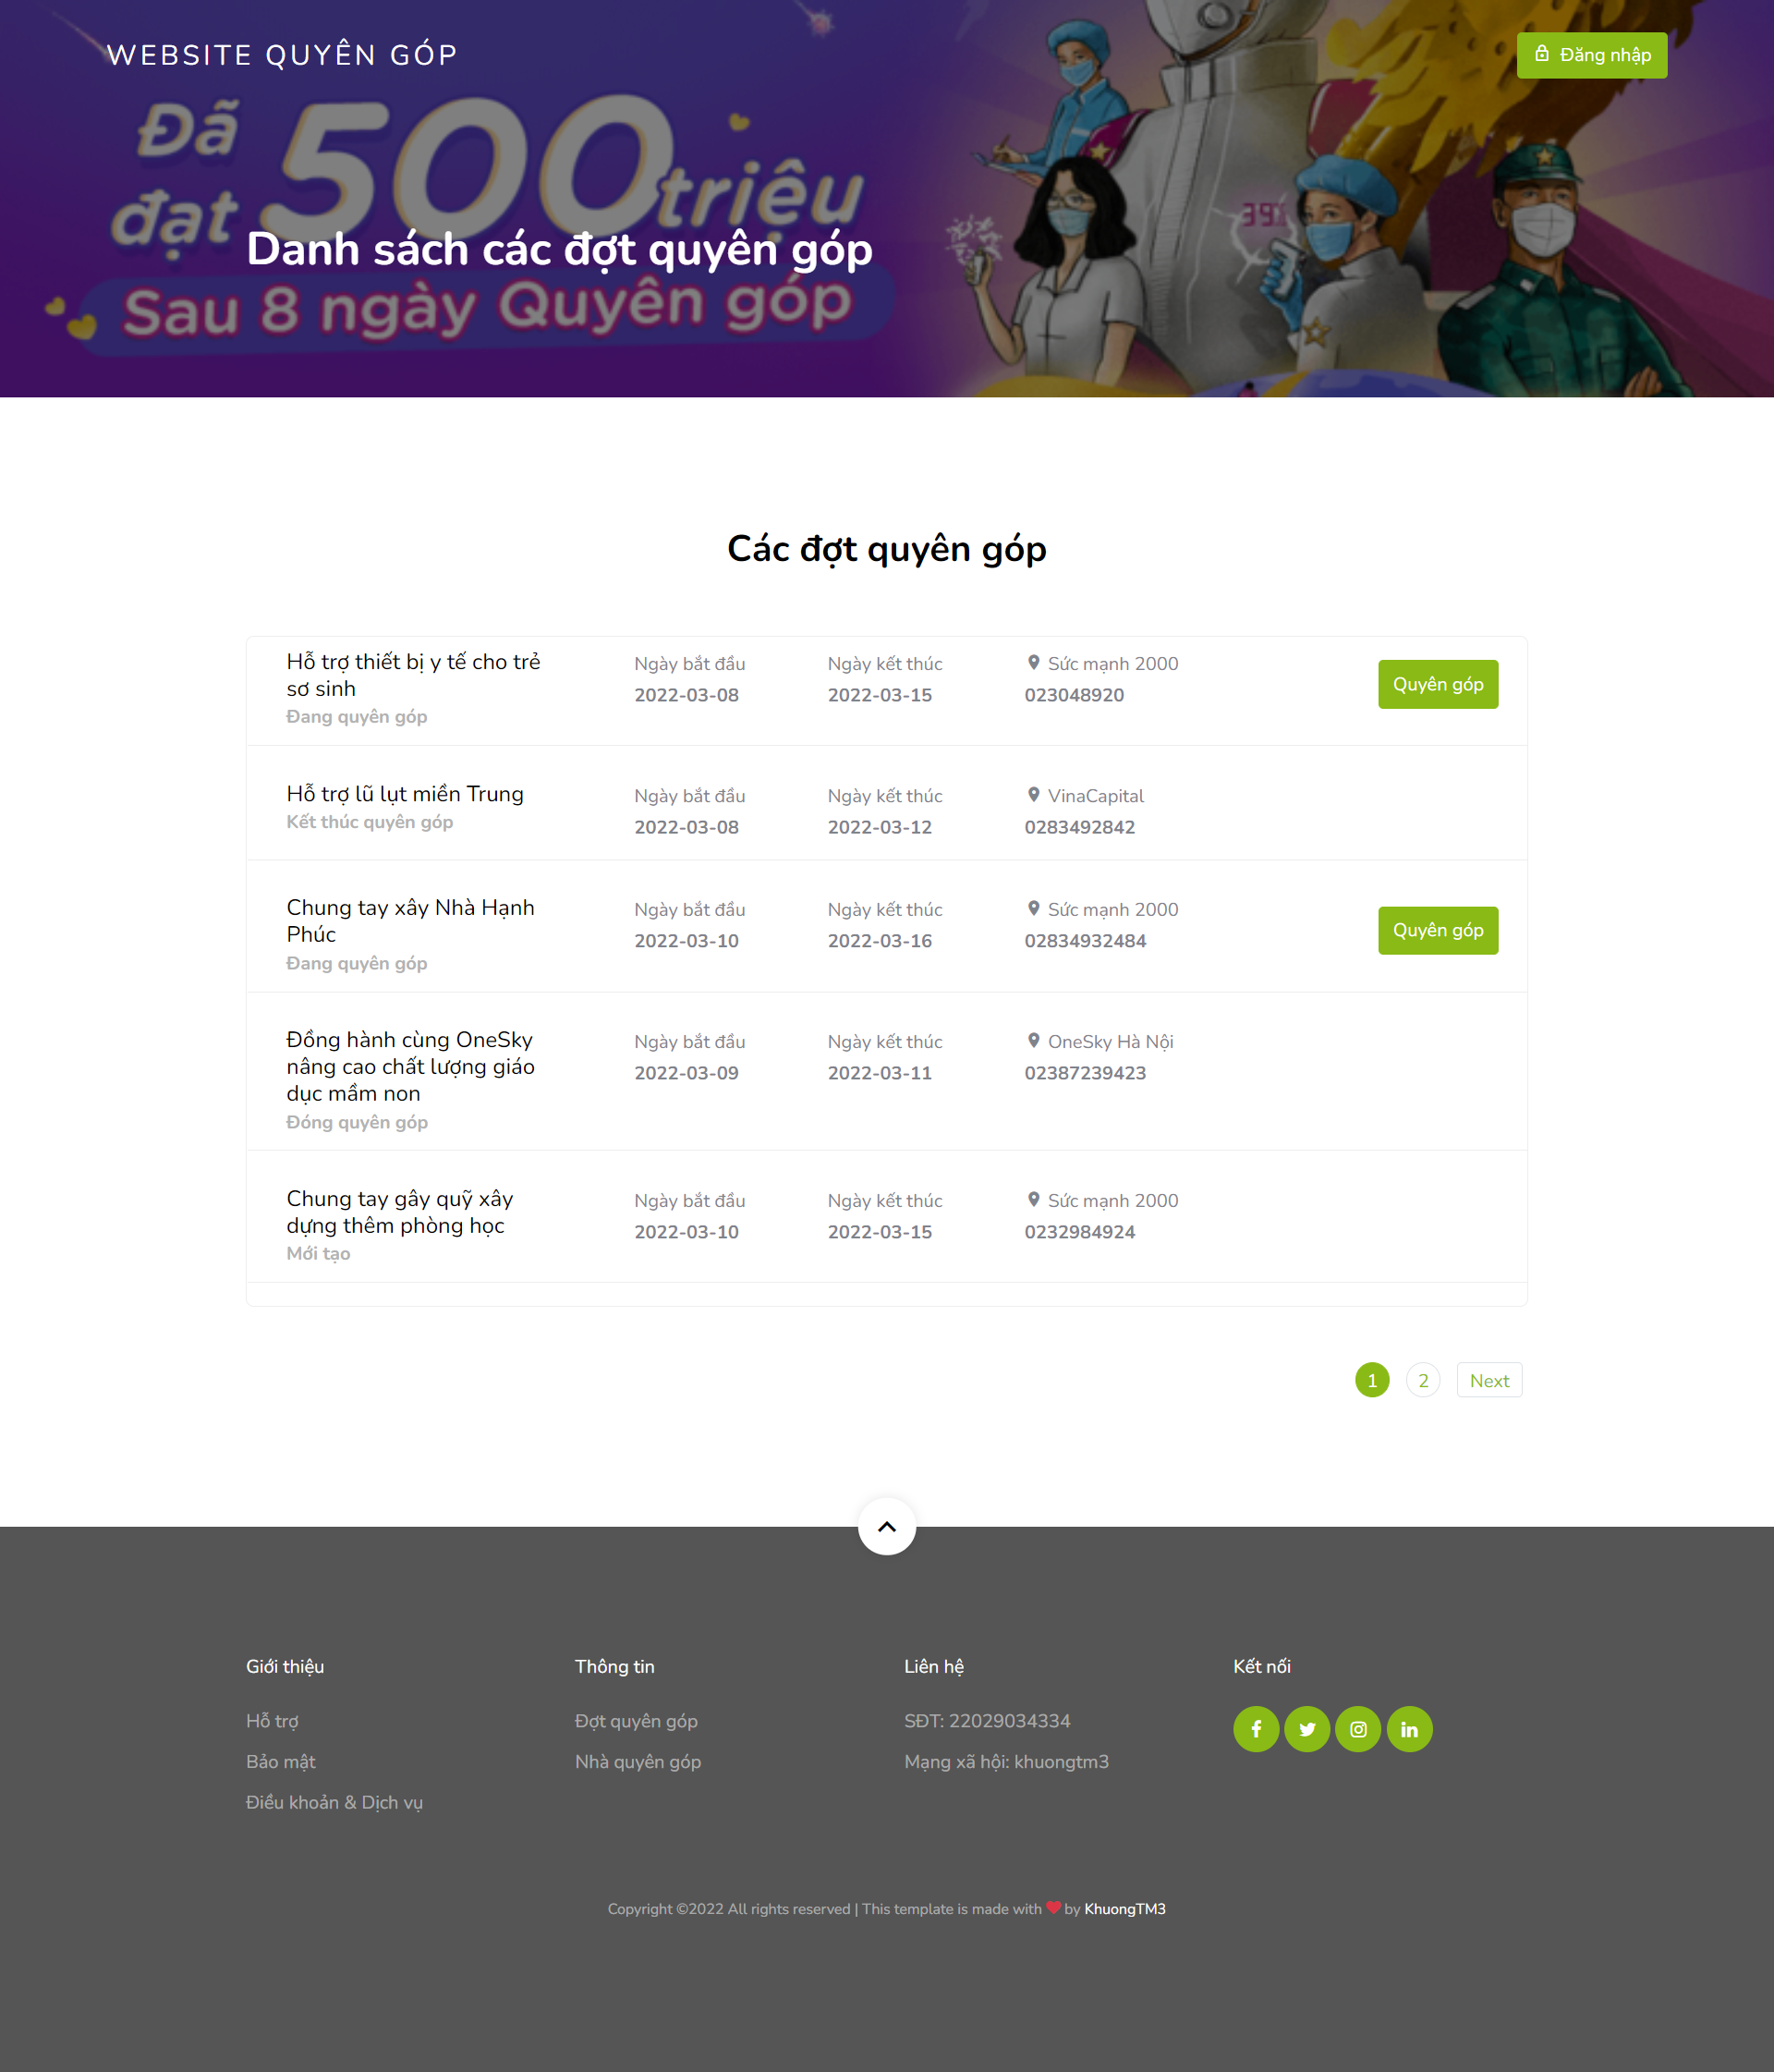 WEBSITE QUYÊN GÓP
Đăng nhập
Đã
đạt 500 triệu
39
Danh sách các đợt quyên góp
Sau 8 ngày Quyên góp
Các đợt quyên góp
Hỗ trợ thiết bị y tế cho trẻ
sơ sinh
Đang quyên góp
Ngày bắt đầu
2022-03-08
Ngày kết thúc
2022-03-15
Sức mạnh 2000
023048920
Quyên góp
Hỗ trợ lũ lụt miền Trung
Kết thúc quyên góp
Ngày bắt đầu
2022-03-08
Ngày kết thúc
2022-03-12
VinaCapital
0283492842
Chung tay xây Nhà Hạnh
Phúc
Đang quyên góp
Ngày bắt đầu
2022-03-10
Ngày kết thúc
2022-03-16
Sức mạnh 2000
02834932484
Quyên góp
Đồng hành cùng OneSky
nâng cao chất lượng giáo
dục mầm non
Đóng quyên góp
Ngày bắt đầu
2022-03-09
Ngày kết thúc
2022-03-11
OneSky Hà Nội
02387239423
Chung tay gây quỹ xây
dựng thêm phòng học
Mới tạo
Ngày bắt đầu
2022-03-10
Ngày kết thúc
2022-03-15
Sức mạnh 2000
0232984924
1 2 Next
Giới thiệu
Hỗ trợ
Bảo mật
Điều khoản & Dịch vụ
Thông tin
Đợt quyên góp
Nhà quyên góp
Liên hệ
SĐT: 22029034334
Mạng xã hội: khuongtm3
Kết nối
Copyright ©2022 All rights reserved | This template is made with ❤ by KhuongTM3